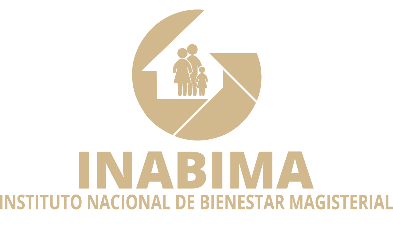 INABIMA
INSTITUTO NACIONAL DE BIENESTAR MAGISTERIAL